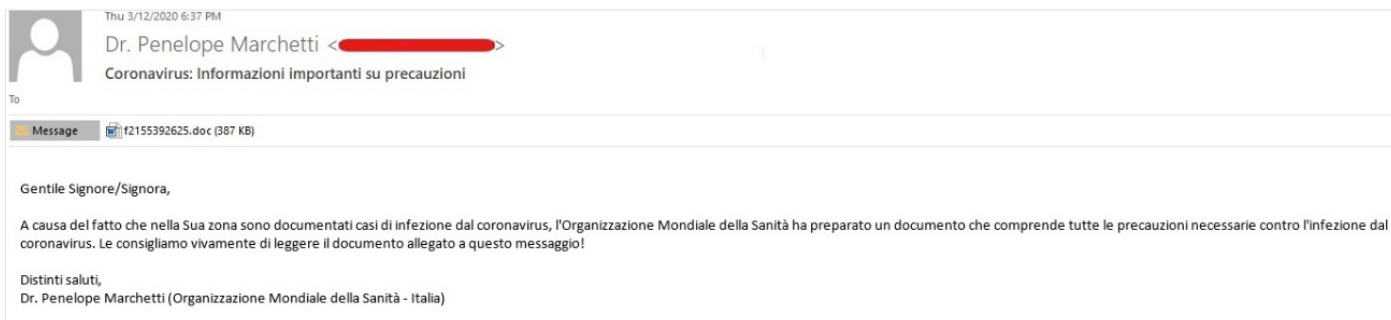 Thu 3/12/2020 6:37 PM
Dr. Penelope Marchetti < >
Coronavirus: Informazioni importanti su precauzioni
To
Message f2155392625.doc (387 KB)
Gentile Signore/Signora,
A causa del fatto che nella Sua zona sono documentati casi di infezione dal coronavirus, l'Organizzazione Mondiale della Sanità ha preparato un documento che comprende tutte le precauzioni necessarie contro l'infezione dal
coronavirus. Le consigliamo vivamente di leggere il documento allegato a questo messaggio!
Distinti saluti,
Dr. Penelope Marchetti (Organizzazione Mondiale della Sanità - Italia)